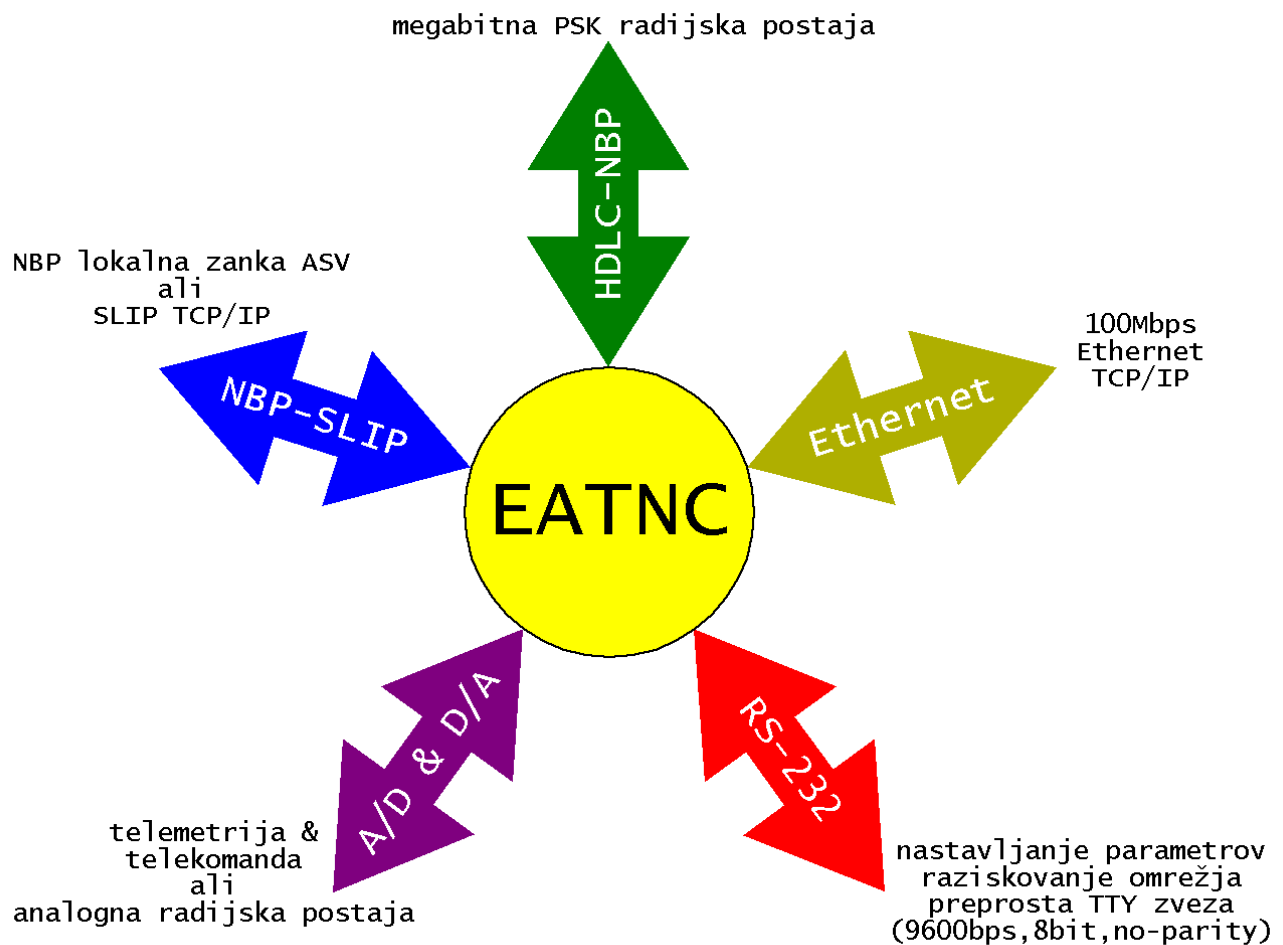 megabitna PSK radijska postaja
HDLC-NBP
NBP lokalna zanka ASV
ali
SLIP TCP/IP
NBP-SLIP
100Mbps
Ethernet
TCP/IP
Ethernet
EATNC
A/D & D/A
telemetrija &
telekomanda
ali
analogna radijska postaja
RS-232
nastavljanje parametrov
raziskovanje omrežja
preprosta TTY zveza
(9600bps,8bit,no-parity)